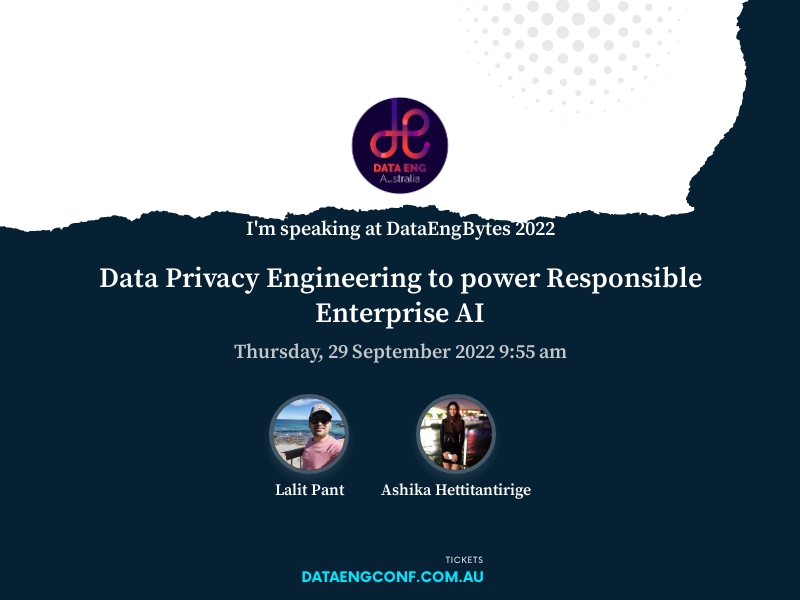 DATA ENG
Australia
I'm speaking at DataEngBytes 2022
Data Privacy Engineering to power Responsible
Enterprise AI
Thursday, 29 September 2022 9:55 am
Lalit Pant
Ashika Hettitantirige
TICKETS
DATAENGCONF.COM.AU